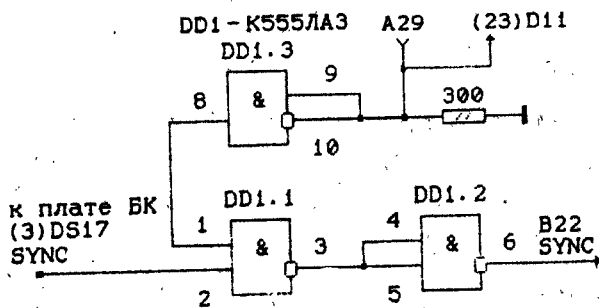 DD1-К555ЛА3 A29 (23)D11
DD1.3
9
8 & 300
10
к плате БК DD1.1 DD1.2
(3)DS17 1 4 B22
SYNC & 3 & 6 SYNC
2 5